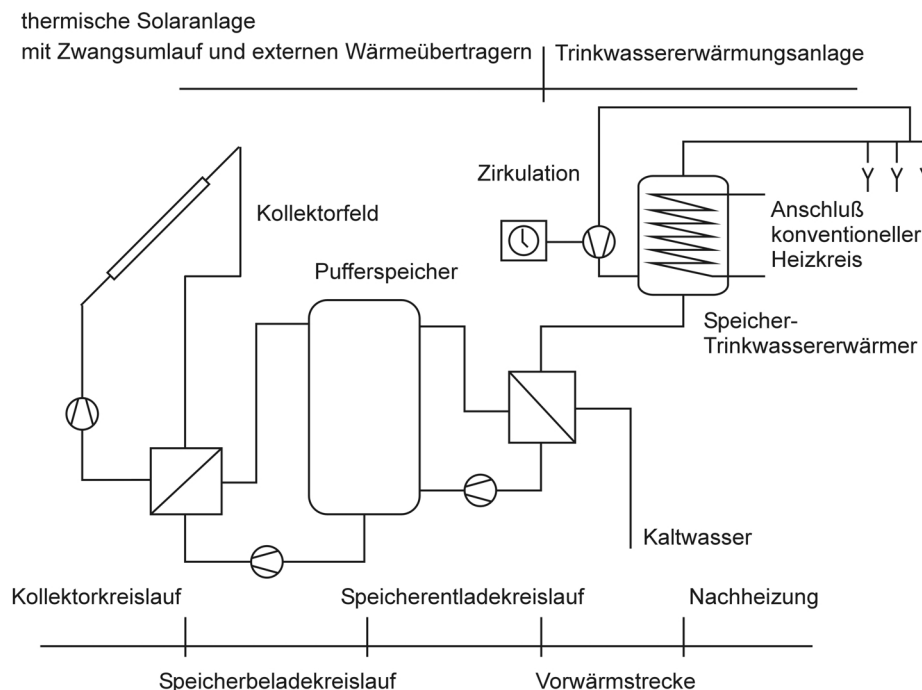 thermische Solaranlage
mit Zwangsumlauf und externen Wärmeübertragern
Trinkwassererwärmungsanlage
Zirkulation
Kollektorfeld
Anschluß
konventioneller
Heizkreis
Pufferspeicher
Speicher-
Trinkwassererwärmer
Kaltwasser
Kollektorkreislauf
Speicherentladekreislauf
Nachheizung
Speicherbeladekreislauf
Vorwärmstrecke